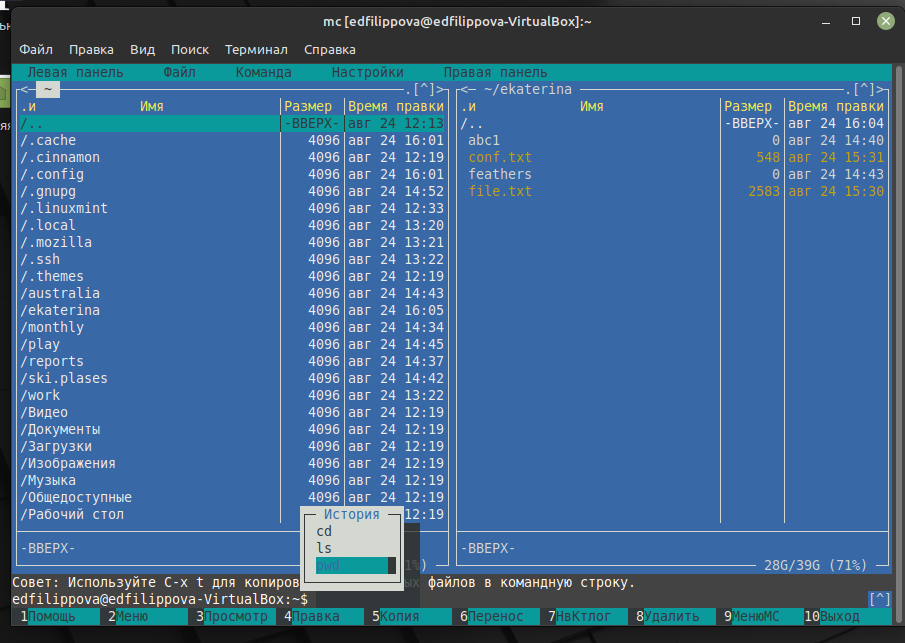 mc [edfilippova@edfilippova-VirtualBox]:~
Файл Правка Вид Поиск Терминал Справка
Левая панель Файл Команда Настройки Правая панель
<─ ~ .[^]>
.и Имя Размер Время правки
/.. -ВВЕРХ- авг 24 12:13
/.cache 4096 авг 24 16:01
/.cinnamon 4096 авг 24 12:19
/.config 4096 авг 24 16:01
/.gnupg 4096 авг 24 14:52
/.linuxmint 4096 авг 24 12:33
/.local 4096 авг 24 13:20
/.mozilla 4096 авг 24 13:21
/.ssh 4096 авг 24 13:22
/.themes 4096 авг 24 12:19
/australia 4096 авг 24 14:43
/ekaterina 4096 авг 24 16:05
/monthly 4096 авг 24 14:34
/play 4096 авг 24 14:45
/reports 4096 авг 24 14:37
/ski.plases 4096 авг 24 14:42
/work 4096 авг 24 13:22
/Видео 4096 авг 24 12:19
/Документы 4096 авг 24 12:19
/Загрузки 4096 авг 24 12:19
/Изображения 4096 авг 24 12:19
/Музыка 4096 авг 24 12:19
/Общедоступные 4096 авг 24 12:19
/Рабочий стол 12:19
-ВВЕРХ-
<─ ~/ekaterina .[^]>
.и Имя Размер Время правки
/.. -ВВЕРХ- авг 24 16:04
abc1 0 авг 24 14:40
conf.txt 548 авг 24 15:31
feathers 0 авг 24 14:43
file.txt 2583 авг 24 15:30
-ВВЕРХ-
28G/39G (71%)
История
cd
ls
pwd
Совет: Используйте C-x t для копиров ых файлов в командную строку.
edfilippova@edfilippova-VirtualBox:~$ [^]
1Помощь 2Меню 3Просмотр 4Правка 5Копия 6Перенос 7НвКтлог 8Удалить 9МенюMC 10Выход